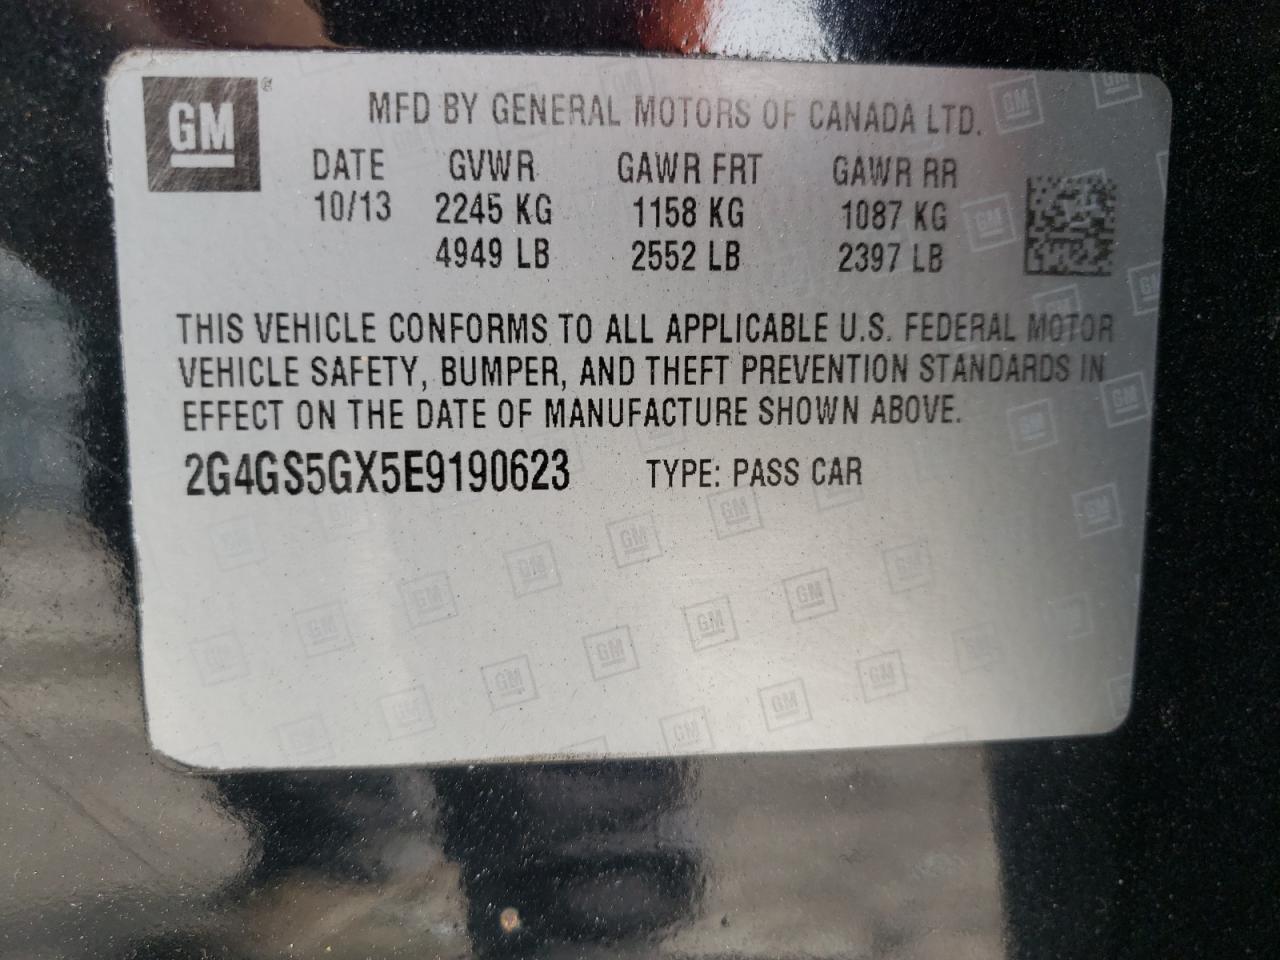 GM
MFD BY GENERAL MOTORS OF CANADA LTD.
DATE GVWR GAWR FRT GAWR RR
10/13 2245 KG 1158 KG 1087 KG
4949 LB 2552 LB 2397 LB
THIS VEHICLE CONFORMS TO ALL APPLICABLE U.S. FEDERAL MOTOR
VEHICLE SAFETY, BUMPER, AND THEFT PREVENTION STANDARDS IN
EFFECT ON THE DATE OF MANUFACTURE SHOWN ABOVE.
2G4GS5GX5E9190623 TYPE: PASS CAR